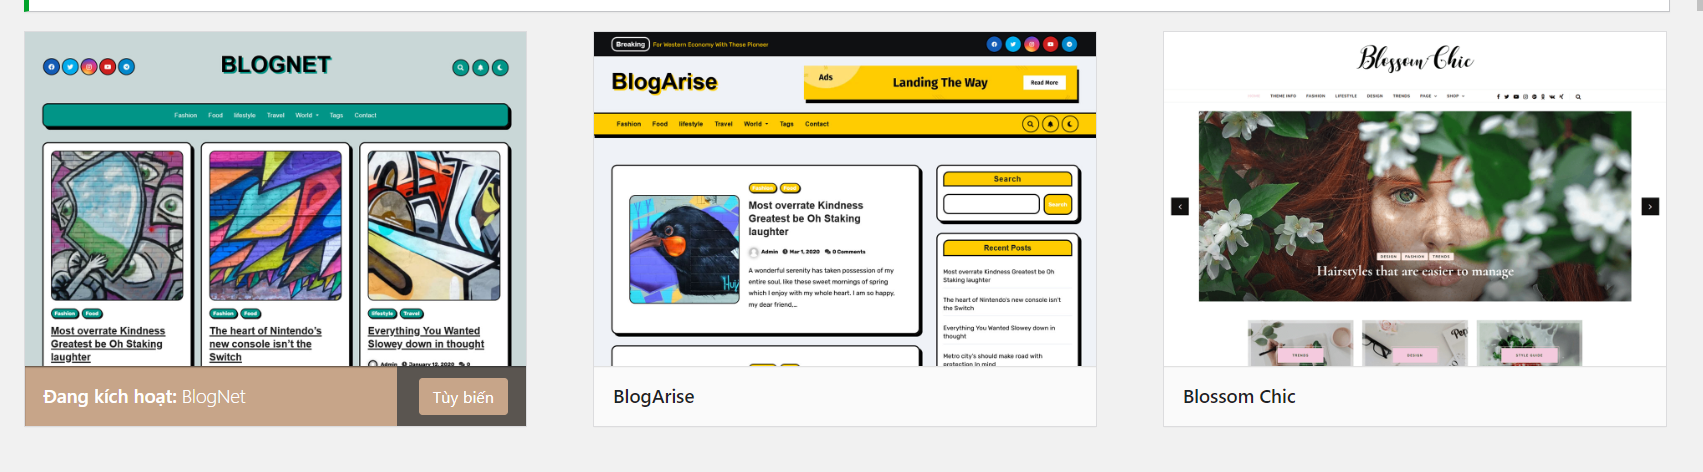 BLOGNET
Fashion Food lifestyle Travel World Tags Contact
Fashion Food
Most overrate Kindness
Greatest be Oh Staking
laughter
Fashion Food
The heart of Nintendo's
new console isn't the
Switch
lifestyle Travel
Everything You Wanted
Slowey down in thought
Admin January 12, 2020 0
Đang kích hoạt: BlogNet
Tùy biến
Breaking For Western Economy With These Pioneer
BlogArise
Ads
Landing The Way
Read More
Fashion Food lifestyle Travel World Tags Contact
Fashion Food
Most overrate Kindness
Greatest be Oh Staking
laughter
Admin Mar 1, 2020 0 Comments
A wonderful serenity has taken possession of my
entire soul, like these sweet mornings of spring
which I enjoy with my whole heart. I am so happy,
my dear friend,...
Search
Search
Recent Posts
Most overrate Kindness Greatest be Oh
Staking laughter
The heart of Nintendo's new console isn't
the Switch
Everything You Wanted Slowey down in
thought
Metro city's should make road with
protection in mind
BlogArise
Blossom Chic
HOME THEME INFO FASHION LIFESTYLE DESIGN TRENDS PAGE SHOP
DESIGN FASHION TRENDS
Hairstyles that are easier to manage
TRENDS
DESIGN
STYLE GUIDE
Blossom Chic